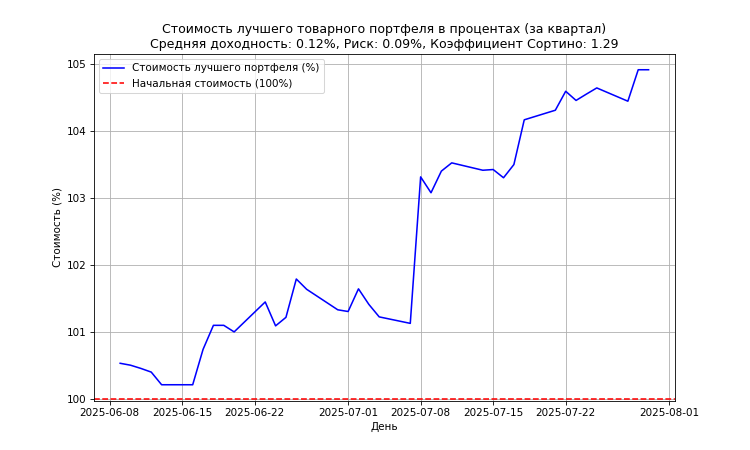 Стоимость лучшего товарного портфеля в процентах (за квартал)
Средняя доходность: 0.12%, Риск: 0.09%, Коэффициент Сортино: 1.29
Стоимость лучшего портфеля (%)
Начальная стоимость (100%)
105
104
103
102
101
100
Стоимость (%)
2025-06-08 2025-06-15 2025-06-22 2025-07-01 2025-07-08 2025-07-15 2025-07-22 2025-08-01
День